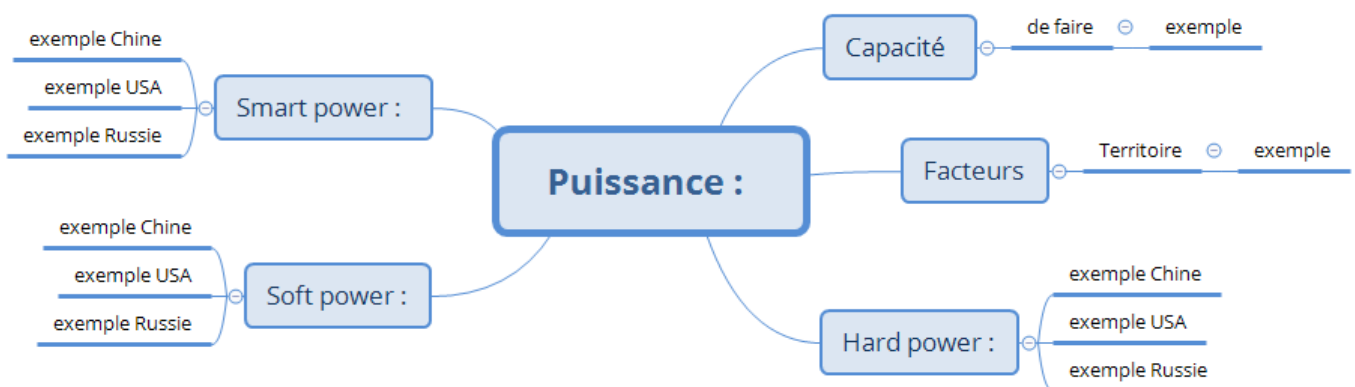 Puissance :
Capacité
de faire
exemple
Facteurs
Territoire
exemple
Hard power :
exemple Chine
exemple USA
exemple Russie
Soft power :
exemple Chine
exemple USA
exemple Russie
Smart power :
exemple Chine
exemple USA
exemple Russie